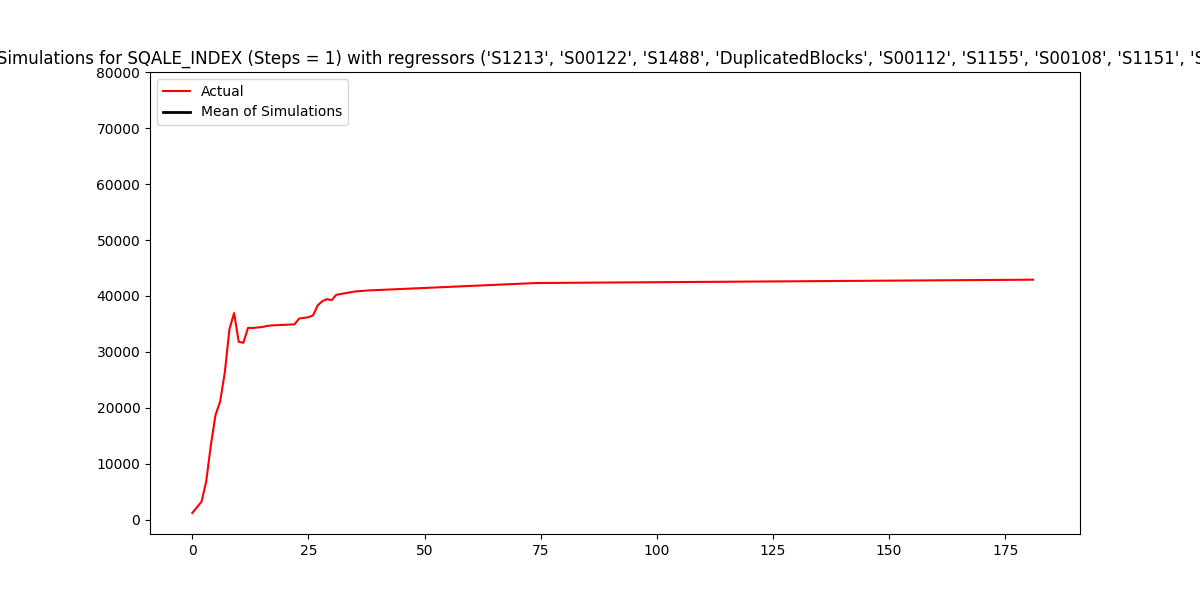 Simulations for SQALE_INDEX (Steps = 1) with regressors ('S1213', 'S00122', 'S1488', 'DuplicatedBlocks', 'S00112', 'S1155', 'S00108', 'S1151', 'S
Actual
Mean of Simulations
80000
70000
60000
50000
40000
30000
20000
10000
0
0 25 50 75 100 125 150 175